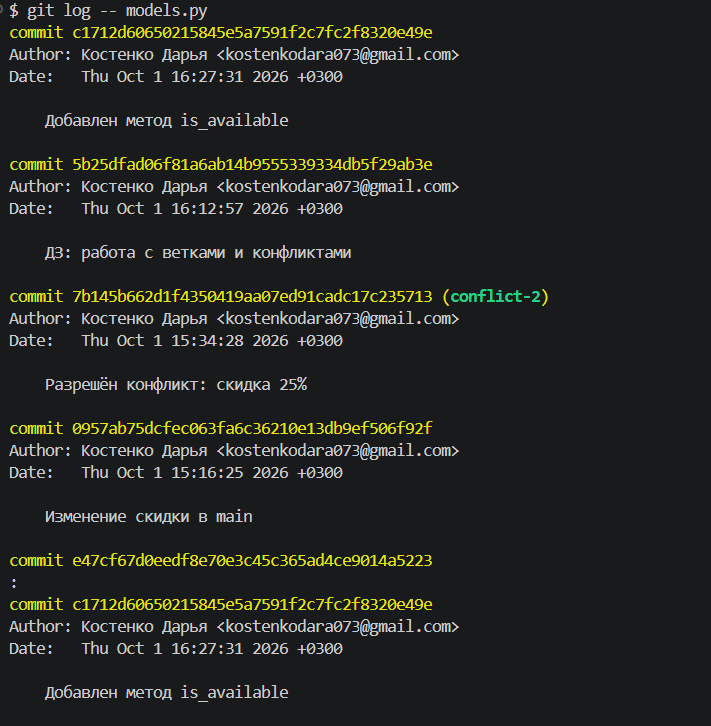 $ git log -- models.py
commit c1712d60650215845e5a7591f2c7fc2f8320e49e
Author: Костенко Дарья <kostenkodara073@gmail.com>
Date:   Thu Oct 1 16:27:31 2026 +0300
    Добавлен метод is_available
commit 5b25dfad06f81a6ab14b9555339334db5f29ab3e
Author: Костенко Дарья <kostenkodara073@gmail.com>
Date:   Thu Oct 1 16:12:57 2026 +0300
    ДЗ: работа с ветками и конфликтами
commit 7b145b662d1f4350419aa07ed91cadc17c235713 (conflict-2)
Author: Костенко Дарья <kostenkodara073@gmail.com>
Date:   Thu Oct 1 15:34:28 2026 +0300
    Разрешён конфликт: скидка 25%
commit 0957ab75dcfec063fa6c36210e13db9ef506f92f
Author: Костенко Дарья <kostenkodara073@gmail.com>
Date:   Thu Oct 1 15:16:25 2026 +0300
    Изменение скидки в main
commit e47cf67d0eedf8e70e3c45c365ad4ce9014a5223
:
commit c1712d60650215845e5a7591f2c7fc2f8320e49e
Author: Костенко Дарья <kostenkodara073@gmail.com>
Date:   Thu Oct 1 16:27:31 2026 +0300
    Добавлен метод is_available